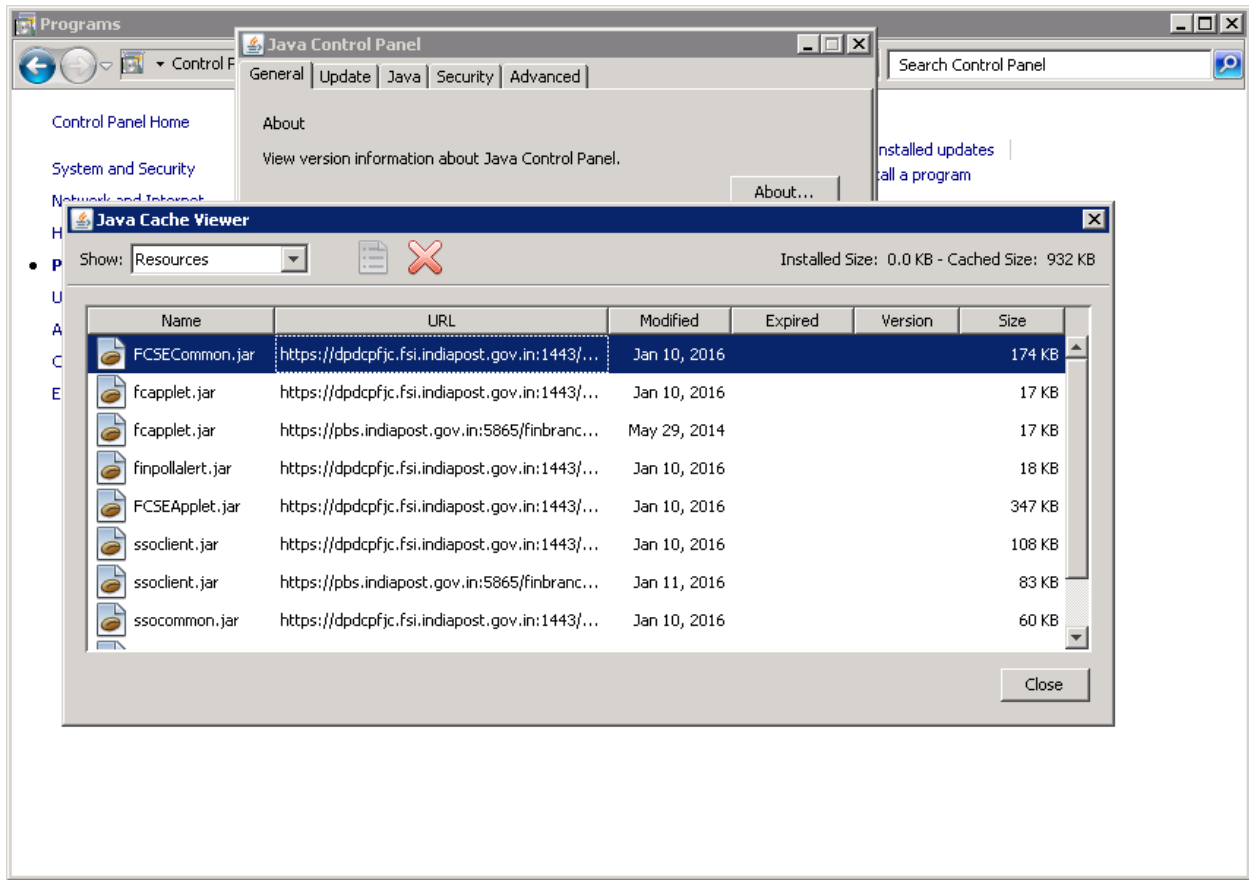 Programs
Java Control Panel
Control P
Search Control Panel
General Update Java Security Advanced
Control Panel Home
About
System and Security
View version information about Java Control Panel.
nstalled updates
tall a program
Network and Internet
About...
Java Cache Viewer
H
Show: Resources
Installed Size: 0.0 KB - Cached Size: 932 KB
P
U
A
C
E
Name URL Modified Expired Version Size
FCSECommon.jar https://dpdcpfjc.fsi.indiapost.gov.in:1443/... Jan 10, 2016 174 KB
fcapplet.jar https://dpdcpfjc.fsi.indiapost.gov.in:1443/... Jan 10, 2016 17 KB
fcapplet.jar https://pbs.indiapost.gov.in:5865/finbranc... May 29, 2014 17 KB
finpollalert.jar https://dpdcpfjc.fsi.indiapost.gov.in:1443/... Jan 10, 2016 18 KB
FCSEApplet.jar https://dpdcpfjc.fsi.indiapost.gov.in:1443/... Jan 10, 2016 347 KB
ssoclient.jar https://dpdcpfjc.fsi.indiapost.gov.in:1443/... Jan 10, 2016 108 KB
ssoclient.jar https://pbs.indiapost.gov.in:5865/finbranc... Jan 11, 2016 83 KB
ssocommon.jar https://dpdcpfjc.fsi.indiapost.gov.in:1443/... Jan 10, 2016 60 KB
Close